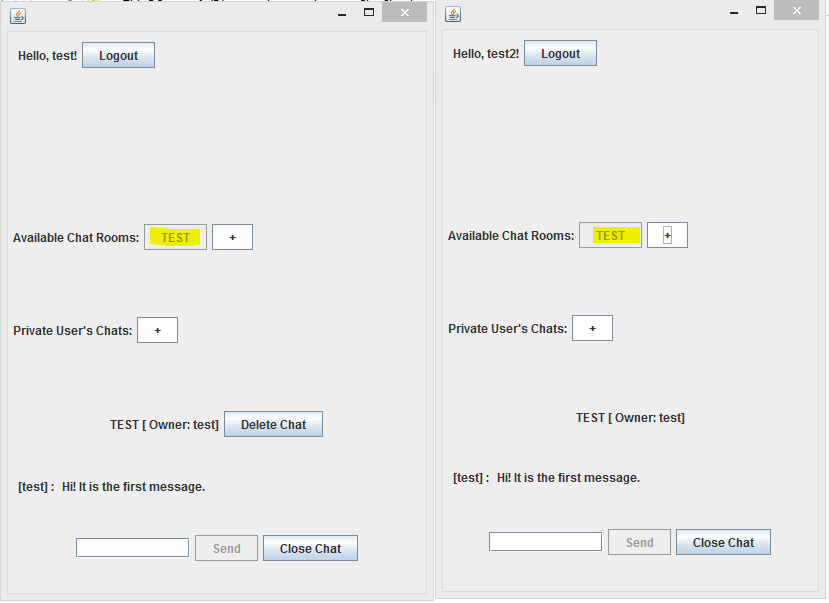 Hello, test! Logout
Available Chat Rooms: TEST +
Private User's Chats: +
TEST [ Owner: test] Delete Chat
[test] : Hi! It is the first message.
Send Close Chat
Hello, test2! Logout
Available Chat Rooms: TEST +
Private User's Chats: +
TEST [ Owner: test]
[test] : Hi! It is the first message.
Send Close Chat